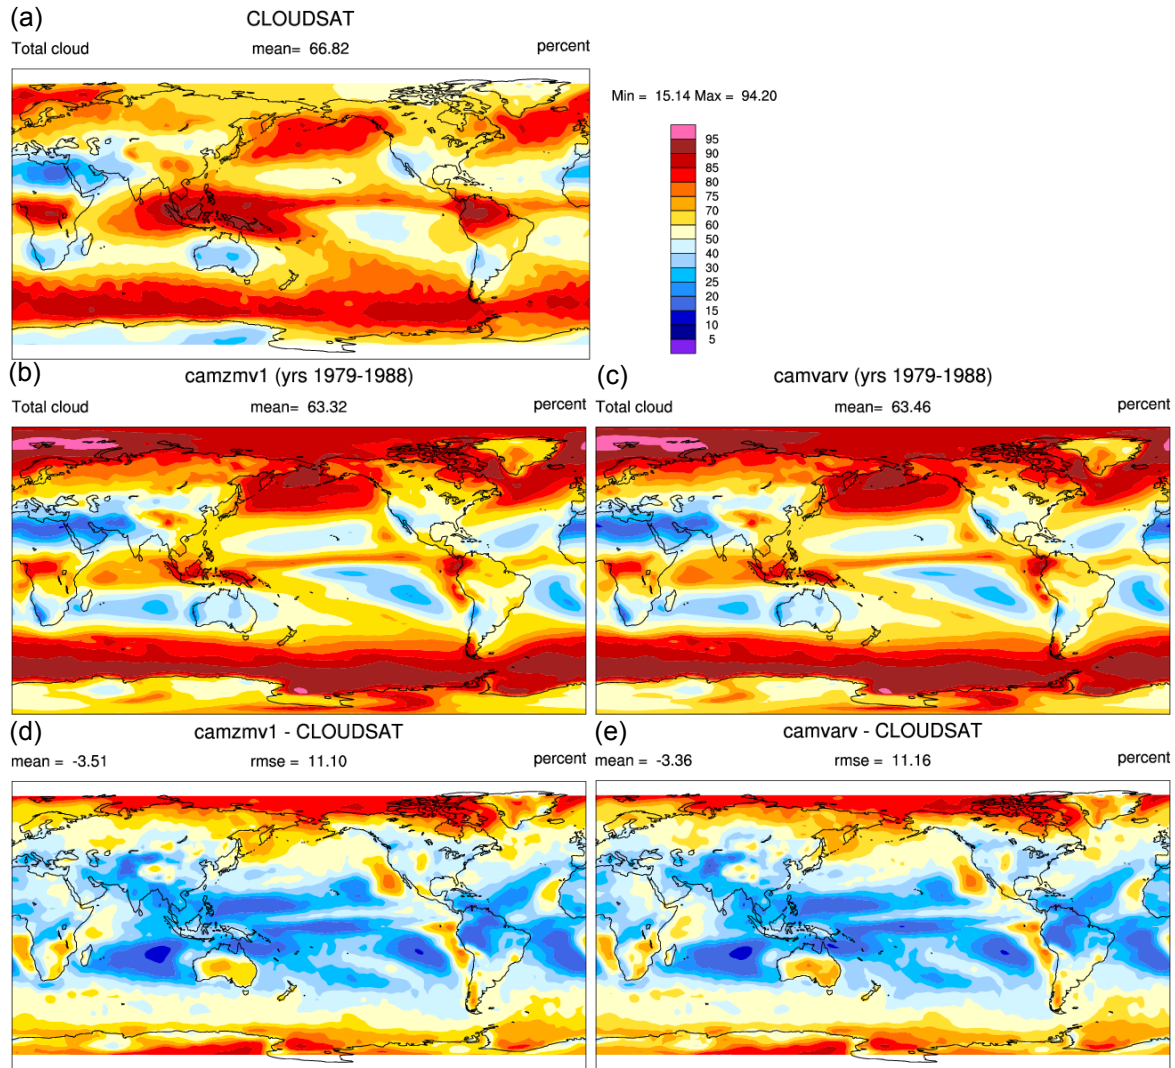 (a)
CLOUDSAT
Total cloud mean= 66.82 percent
Min = 15.14 Max = 94.20
95
90
85
80
75
70
60
50
40
30
25
20
15
10
5
(b) camzmv1 (yrs 1979-1988)
Total cloud mean= 63.32 percent
(c) camvarv (yrs 1979-1988)
Total cloud mean= 63.46 percent
(d) camzmv1 - CLOUDSAT
mean = -3.51 rmse = 11.10 percent
(e) camvarv - CLOUDSAT
mean = -3.36 rmse = 11.16 percent